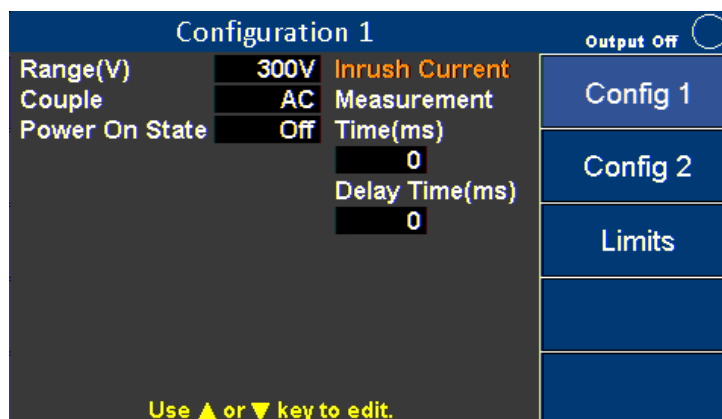 Configuration 1
Output Off
Range(V) 300V
Couple AC
Power On State Off
Inrush Current
Measurement
Time(ms)
0
Delay Time(ms)
0
Config 1
Config 2
Limits
Use ▲ or ▼ key to edit.